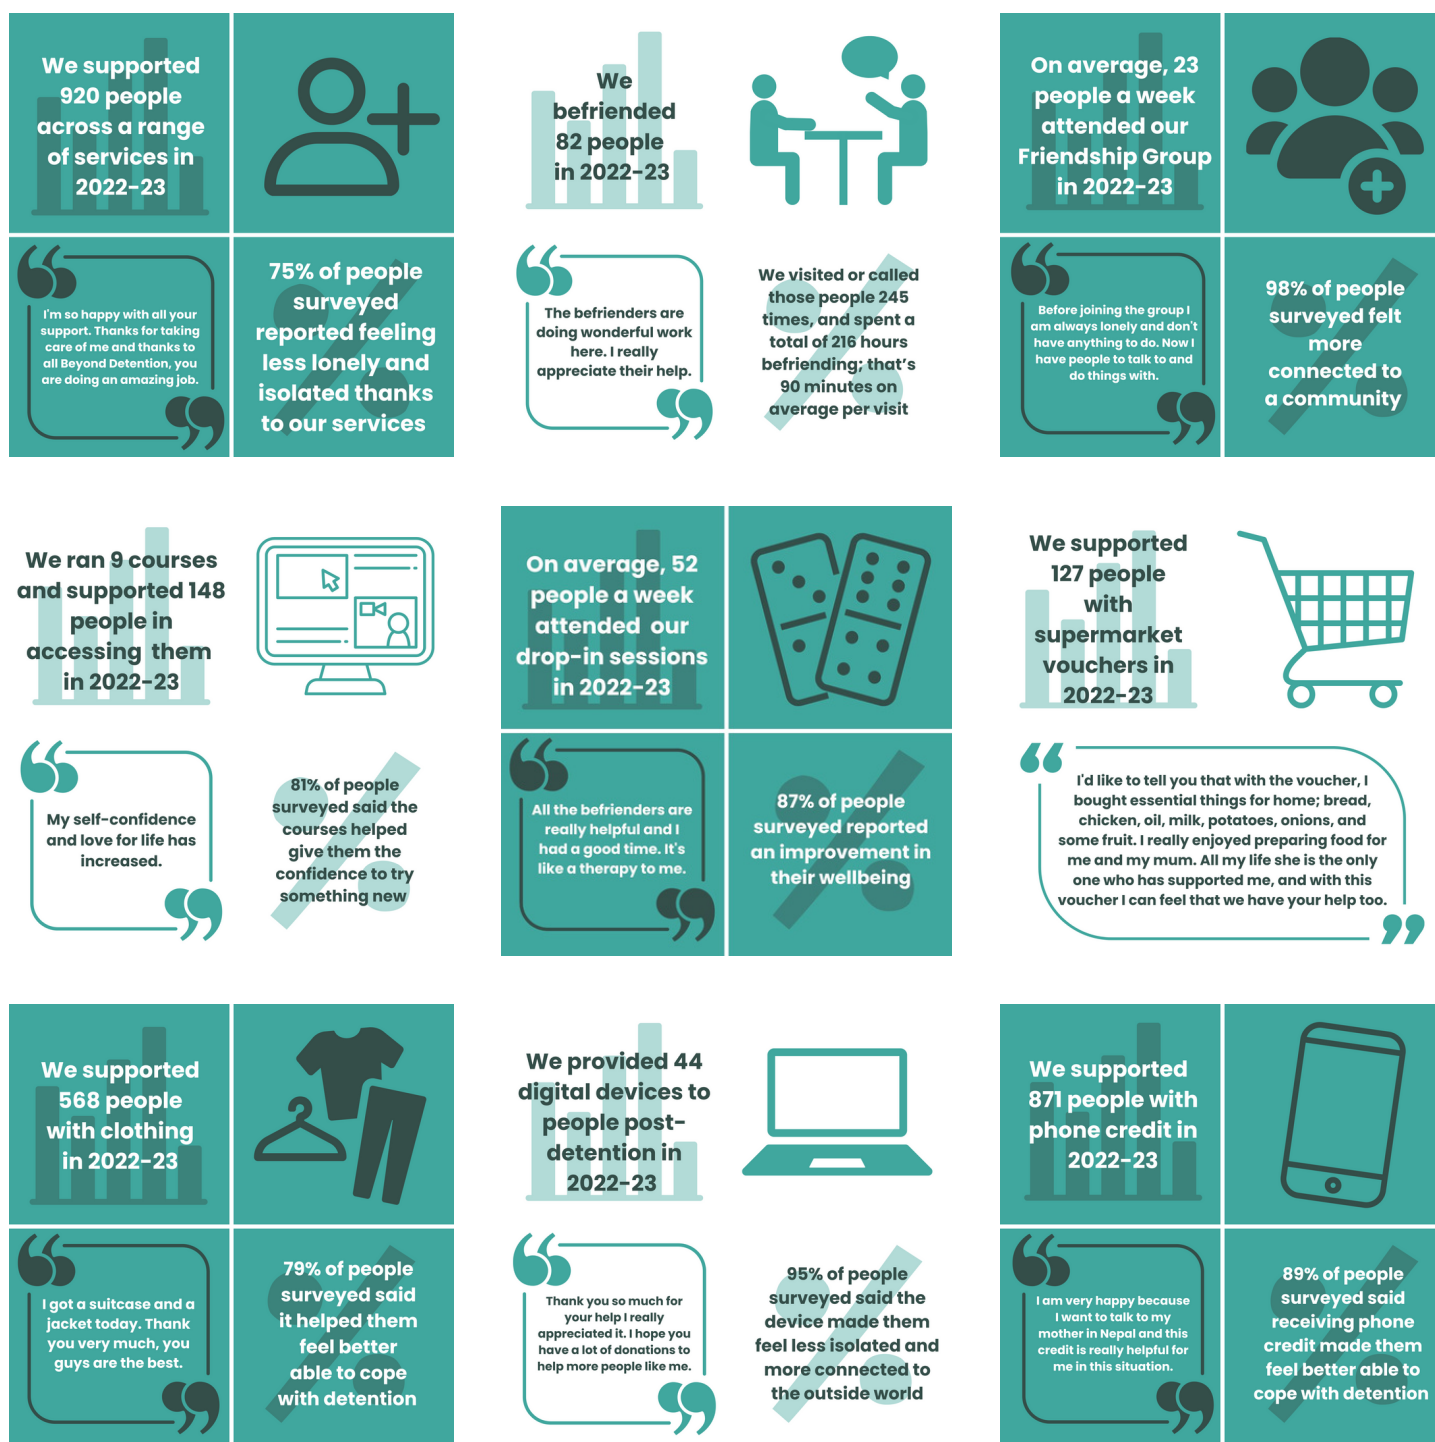 We supported
920 people
across a range
of services in
2022-23
I'm so happy with all your
support. Thanks for taking
care of me and thanks to
all Beyond Detention, you
are doing an amazing job.
75% of people
surveyed
reported feeling
less lonely and
isolated thanks
to our services
We
befriended
82 people
in 2022-23
The befrienders are
doing wonderful work
here. I really
appreciate their help.
We visited or called
those people 245
times, and spent a
total of 216 hours
befriending; that's
90 minutes on
average per visit
On average, 23
people a week
attended our
Friendship Group
in 2022-23
Before joining the group I
am always lonely and don't
have anything to do. Now I
have people to talk to and
do things with.
98% of people
surveyed felt
more
connected to
a community
We ran 9 courses
and supported 148
people in
accessing them
in 2022-23
My self-confidence
and love for life has
increased.
81% of people
surveyed said the
courses helped
give them the
confidence to try
something new
On average, 52
people a week
attended our
drop-in sessions
in 2022-23
All the befrienders are
really helpful and I
had a good time. It's
like a therapy to me.
87% of people
surveyed reported
an improvement in
their wellbeing
We supported
127 people
with
supermarket
vouchers in
2022-23
I'd like to tell you that with the voucher, I
bought essential things for home; bread,
chicken, oil, milk, potatoes, onions, and
some fruit. I really enjoyed preparing food for
me and my mum. All my life she is the only
one who has supported me, and with this
voucher I can feel that we have your help too.
We supported
568 people
with clothing
in 2022-23
I got a suitcase and a
jacket today. Thank
you very much, you
guys are the best.
79% of people
surveyed said
it helped them
feel better
able to cope
with detention
We provided 44
digital devices to
people post-
detention in
2022-23
Thank you so much for
your help I really
appreciated it. I hope you
have a lot of donations to
help more people like me.
95% of people
surveyed said the
device made them
feel less isolated and
more connected to
the outside world
We supported
871 people with
phone credit in
2022-23
I am very happy because
I want to talk to my
mother in Nepal and this
credit is really helpful for
me in this situation.
89% of people
surveyed said
receiving phone
credit made them
feel better able to
cope with detention